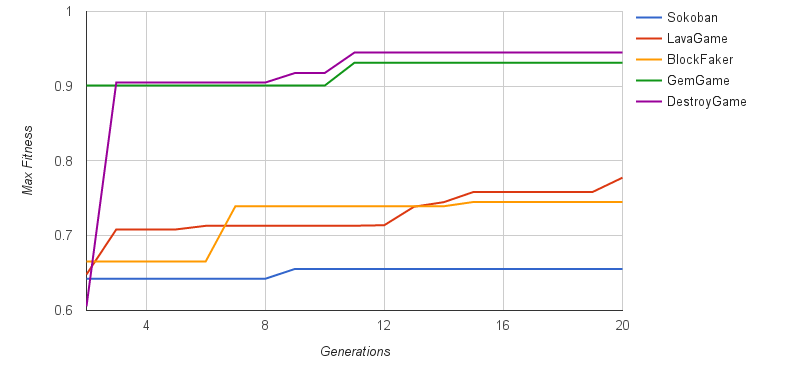 1
0.9
0.8
0.7
0.6
Max Fitness
4
8
12
16
20
Generations
Sokoban
LavaGame
BlockFaker
GemGame
DestroyGame